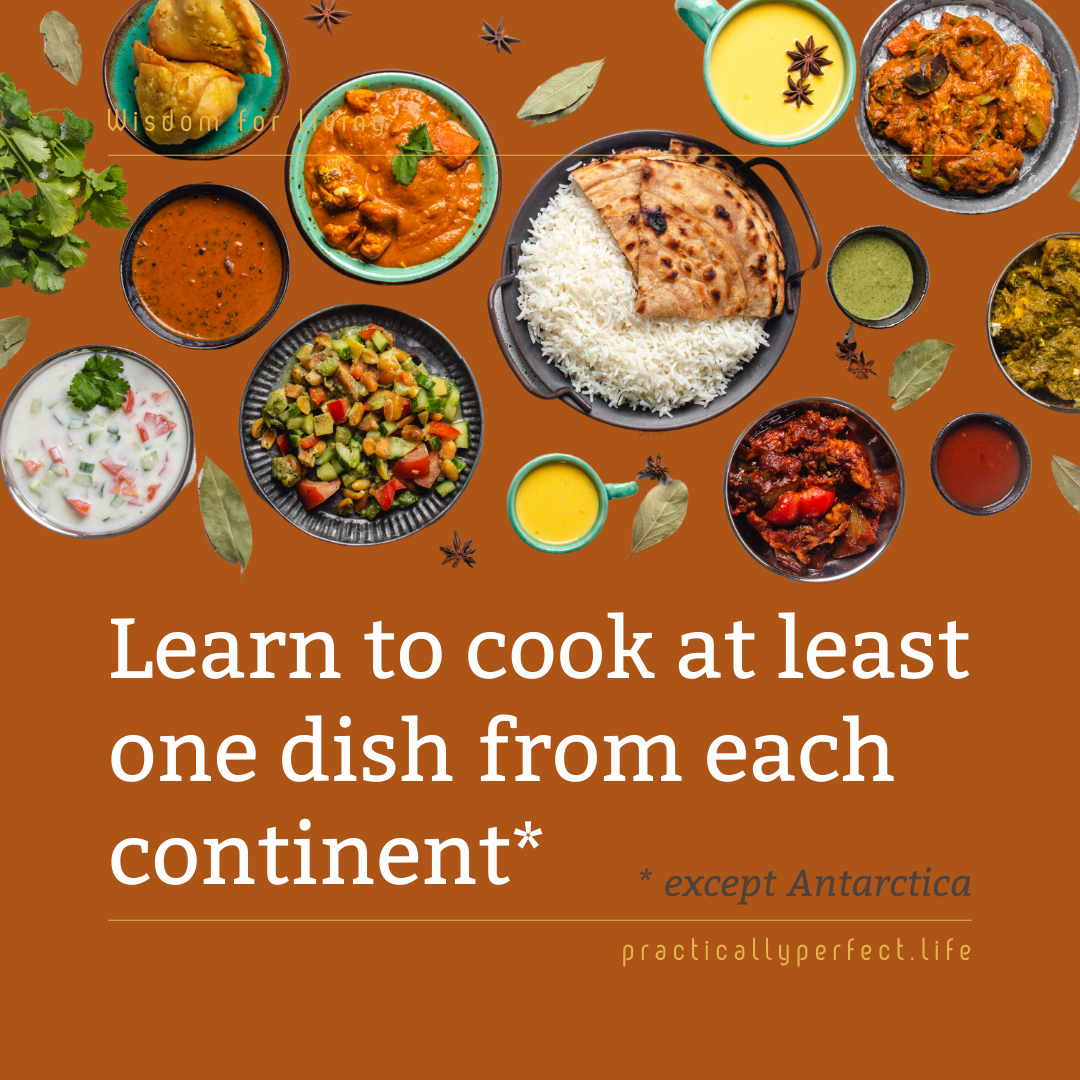 Wisdom for living
Learn to cook at least
one dish from each
continent*
* except Antarctica
practicallyperfect.life